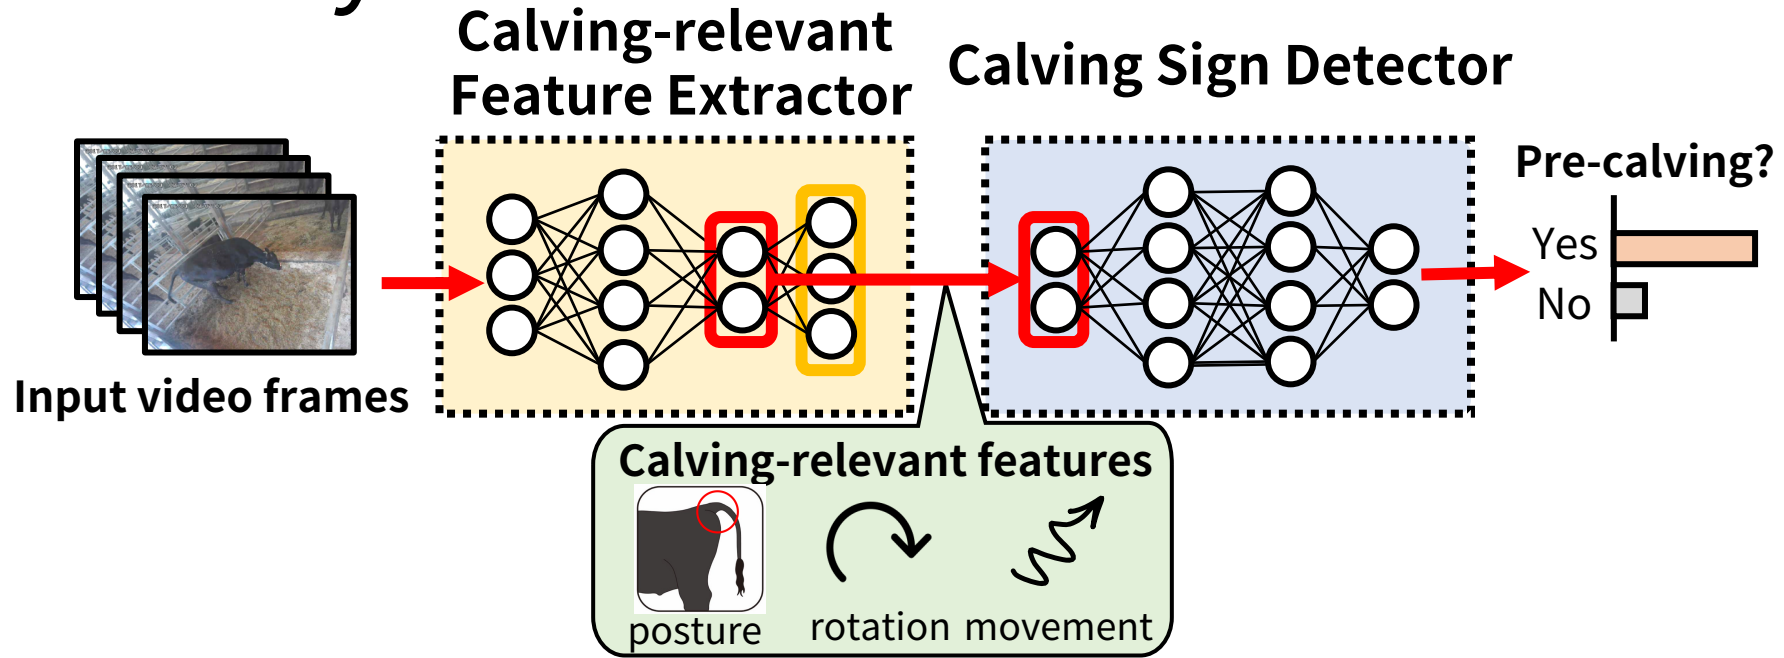 Calving-relevant
Feature Extractor
Calving Sign Detector
Pre-calving?
Yes
No
Input video frames
Calving-relevant features
posture
rotation
movement